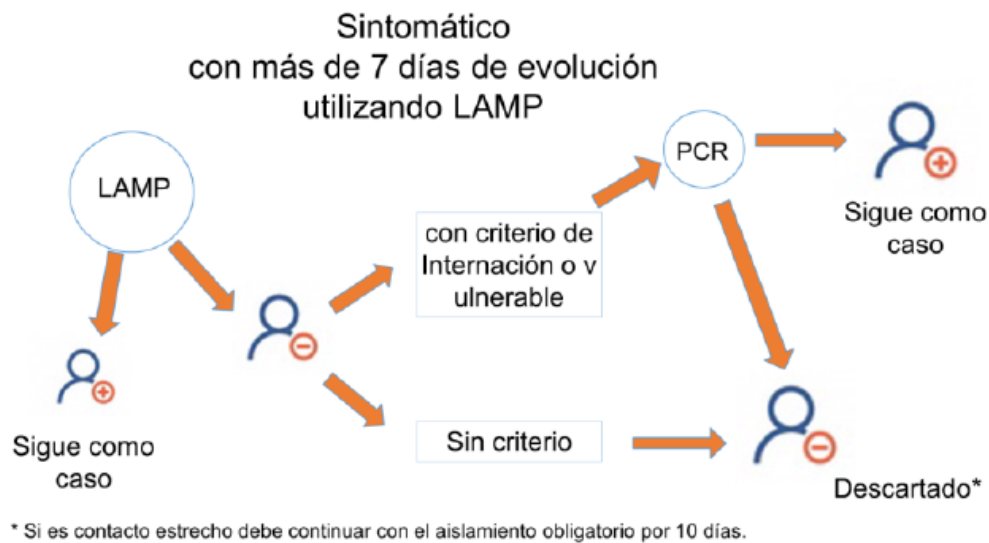 Sintomático
con más de 7 días de evolución
utilizando LAMP
LAMP
PCR
con criterio de
Internación o v
ulnerable
Sigue como
caso
Sigue como
caso
Sin criterio
Descartado*
* Si es contacto estrecho debe continuar con el aislamiento obligatorio por 10 días.